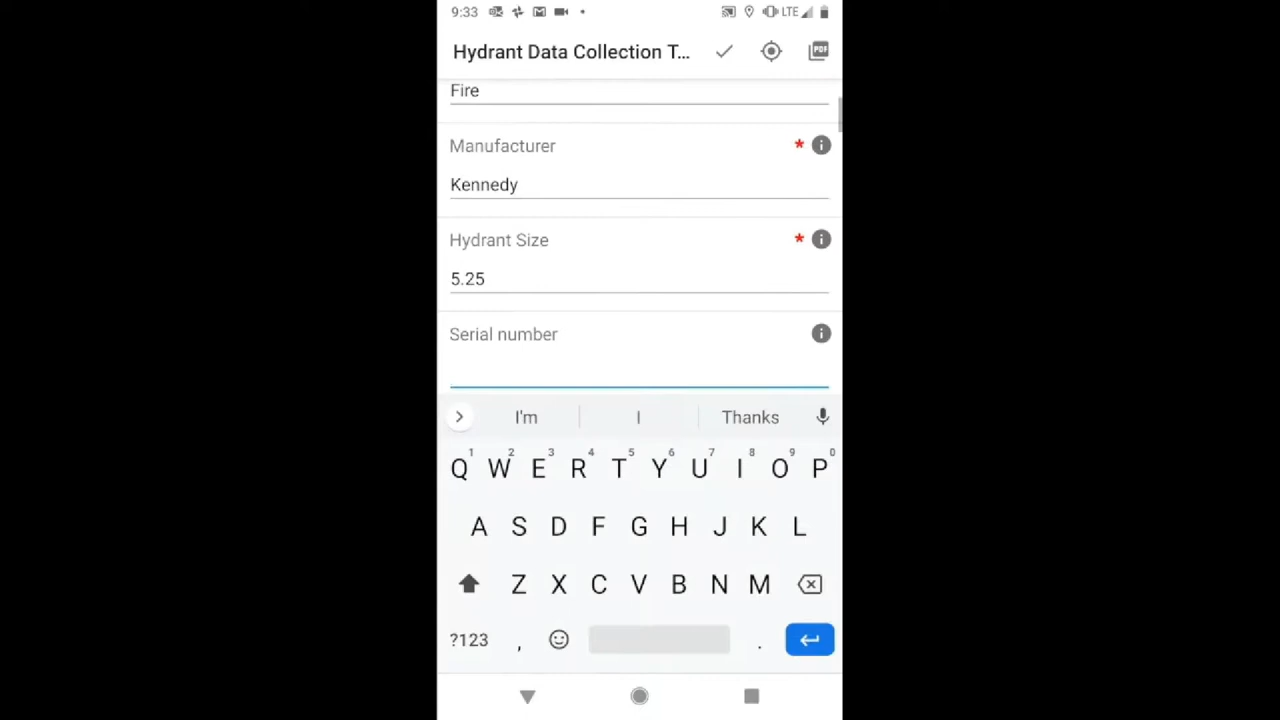 9:33 LTE
Hydrant Data Collection T... PDF
Fire
Manufacturer *
Kennedy
Hydrant Size *
5.25
Serial number
I'm I Thanks
1 2 3 4 5 6 7 8 9 0
Q W E R T Y U I O P
A S D F G H J K L
Z X C V B N M
?123 , .